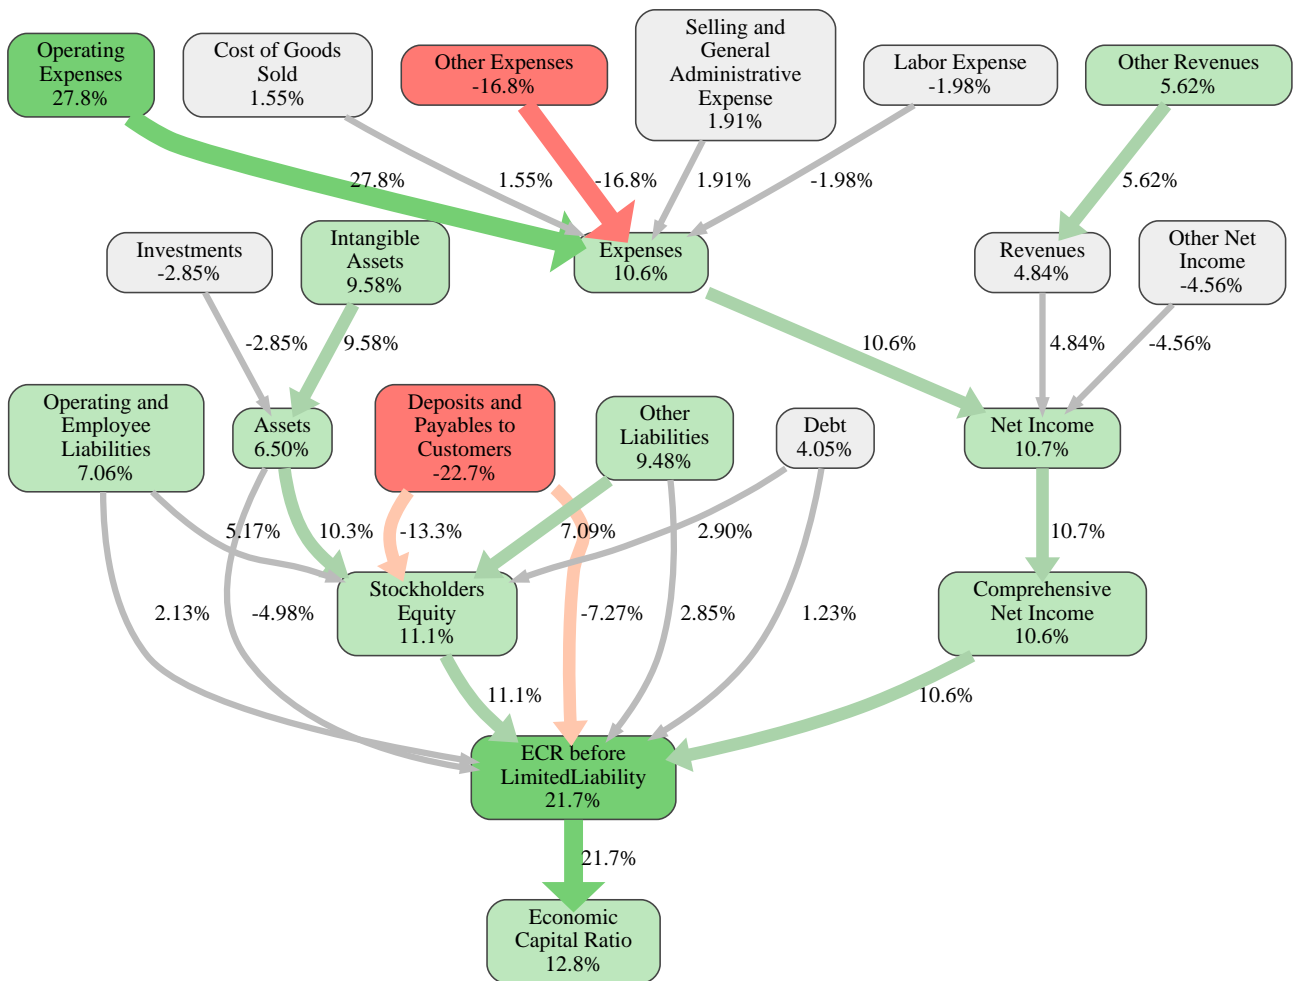 Operating
Expenses
27.8%
Cost of Goods
Sold
1.55%
Other Expenses
-16.8%
Selling and
General
Administrative
Expense
1.91%
Labor Expense
-1.98%
Other Revenues
5.62%
27.8%
1.55%
-16.8%
1.91%
-1.98%
5.62%
Investments
-2.85%
Intangible
Assets
9.58%
Expenses
10.6%
Revenues
4.84%
Other Net
Income
-4.56%
-2.85%
9.58%
10.6%
4.84%
-4.56%
Operating and
Employee
Liabilities
7.06%
Assets
6.50%
Deposits and
Payables to
Customers
-22.7%
Other
Liabilities
9.48%
Debt
4.05%
Net Income
10.7%
5.17%
10.3%
-13.3%
7.09%
2.90%
10.7%
Stockholders
Equity
11.1%
Comprehensive
Net Income
10.6%
2.13%
-4.98%
-7.27%
2.85%
1.23%
11.1%
10.6%
ECR before
LimitedLiability
21.7%
21.7%
Economic
Capital Ratio
12.8%